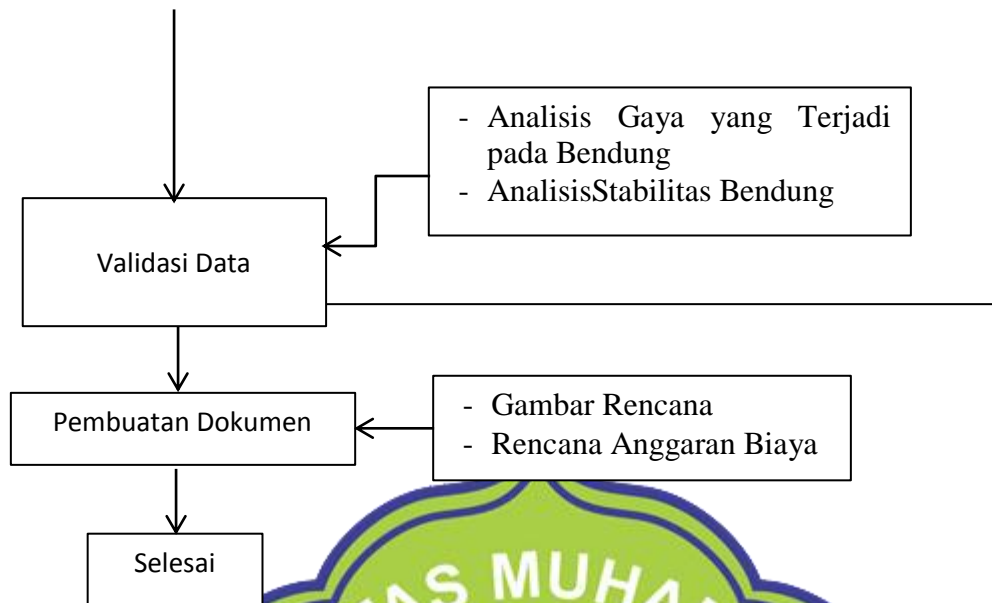 - Analisis Gaya yang Terjadi
pada Bendung
- AnalisisStabilitas Bendung
Validasi Data
Pembuatan Dokumen
- Gambar Rencana
- Rencana Anggaran Biaya
Selesai